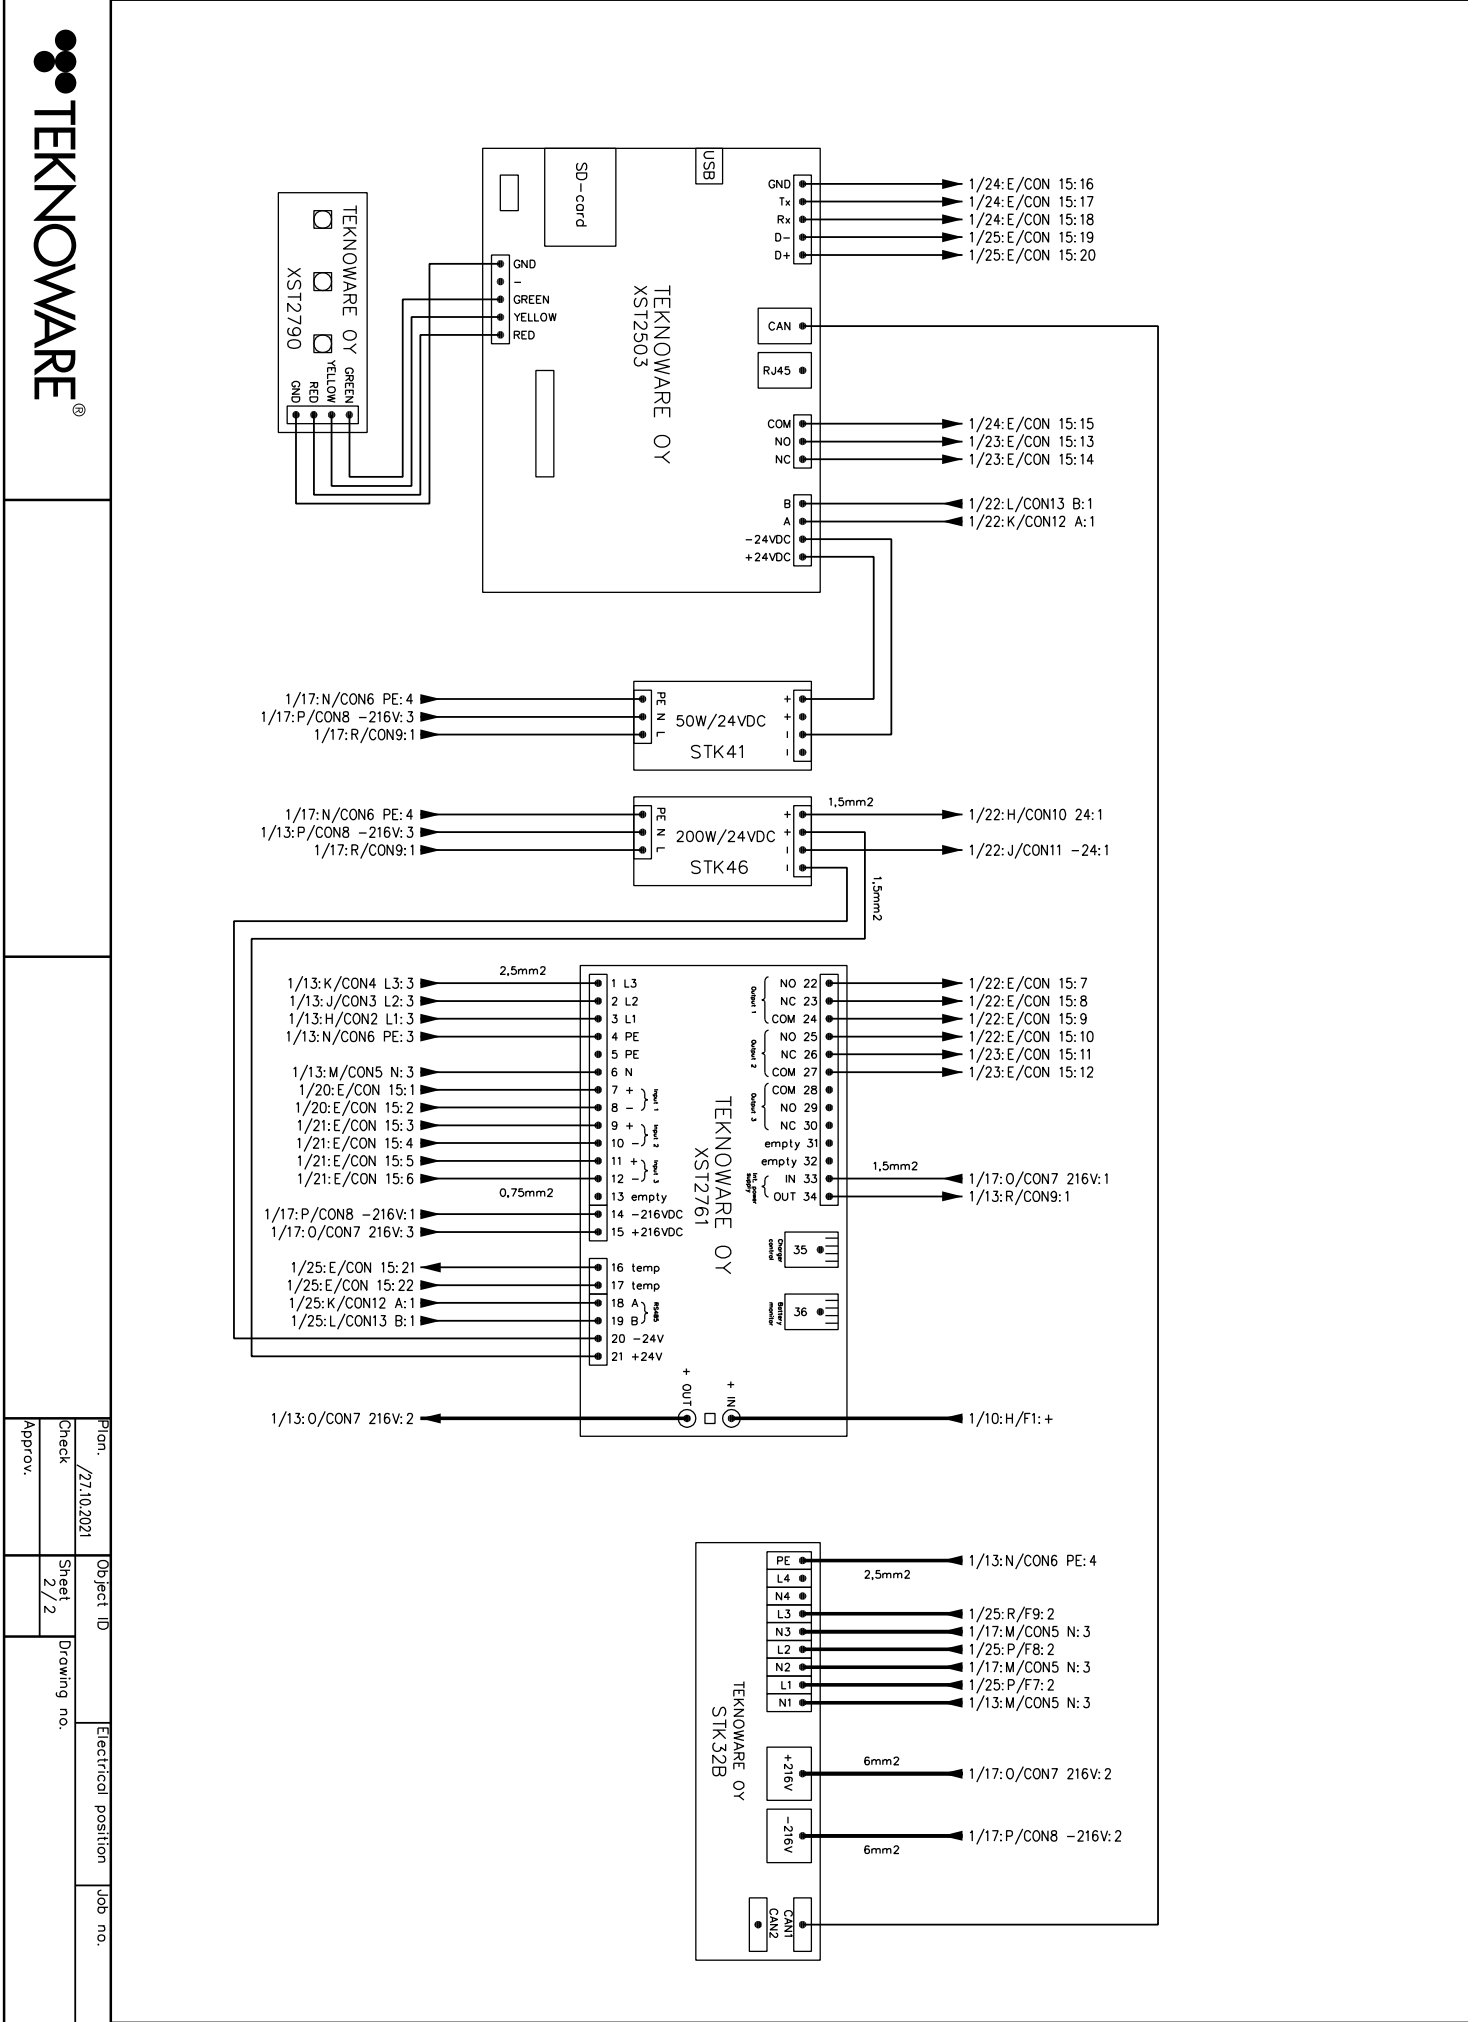 TEKNOWARE®
Plan.
/27.10.2021
Check
Approv.
Object ID
Sheet
2/2
Drawing no.
Electrical position
Job no.
TEKNOWARE OY
XST2790
GREEN
YELLOW
RED
GND
SD-card
USB
TEKNOWARE OY
XST2503
GND
-
GREEN
YELLOW
RED
GND 1/24:E/CON 15:16
Tx 1/24:E/CON 15:17
Rx 1/24:E/CON 15:18
D- 1/25:E/CON 15:19
D+ 1/25:E/CON 15:20
CAN
RJ45
COM 1/24:E/CON 15:15
NO 1/23:E/CON 15:13
NC 1/23:E/CON 15:14
B 1/22:L/CON13 B:1
A 1/22:K/CON12 A:1
-24VDC
+24VDC
1/17:N/CON6 PE:4 PE +
1/17:P/CON8 -216V:3 N +
1/17:R/CON9:1 L -
-
50W/24VDC
STK41
1,5mm2
1/17:N/CON6 PE:4 PE + 1/22:H/CON10 24:1
1/13:P/CON8 -216V:3 N +
1/17:R/CON9:1 L - 1/22:J/CON11 -24:1
-
200W/24VDC
STK46
1,5mm2
2,5mm2
1/13:K/CON4 L3:3 1 L3
1/13:J/CON3 L2:3 2 L2
1/13:H/CON2 L1:3 3 L1
1/13:N/CON6 PE:3 4 PE
5 PE
1/13:M/CON5 N:3 6 N
1/20:E/CON 15:1 7 +
1/20:E/CON 15:2 8 -
Input 1
1/21:E/CON 15:3 9 +
1/21:E/CON 15:4 10 -
Input 2
1/21:E/CON 15:5 11 +
1/21:E/CON 15:6 12 -
Input 3
0,75mm2
13 empty
1/17:P/CON8 -216V:1 14 -216VDC
1/17:O/CON7 216V:3 15 +216VDC
1/25:E/CON 15:21 16 temp
1/25:E/CON 15:22 17 temp
1/25:K/CON12 A:1 18 A
1/25:L/CON13 B:1 19 B
RS485
20 -24V
21 +24V
TEKNOWARE OY
XST2761
Output 1
NO 22 1/22:E/CON 15:7
NC 23 1/22:E/CON 15:8
COM 24 1/22:E/CON 15:9
Output 2
NO 25 1/22:E/CON 15:10
NC 26 1/23:E/CON 15:11
COM 27 1/23:E/CON 15:12
Output 3
COM 28
NO 29
NC 30
empty 31
empty 32
1,5mm2
Int. power
supply
IN 33 1/17:O/CON7 216V:1
OUT 34 1/13:R/CON9:1
Charger
control
35
Battery
monitor
36
+ OUT
+ IN
1/13:O/CON7 216V:2
1/10:H/F1:+
PE 1/13:N/CON6 PE:4
2,5mm2
L4
N4
L3 1/25:R/F9:2
N3 1/17:M/CON5 N:3
L2 1/25:P/F8:2
N2 1/17:M/CON5 N:3
L1 1/25:P/F7:2
N1 1/13:M/CON5 N:3
TEKNOWARE OY
STK32B
6mm2
+216V 1/17:O/CON7 216V:2
-216V 1/17:P/CON8 -216V:2
6mm2
CAN1
CAN2